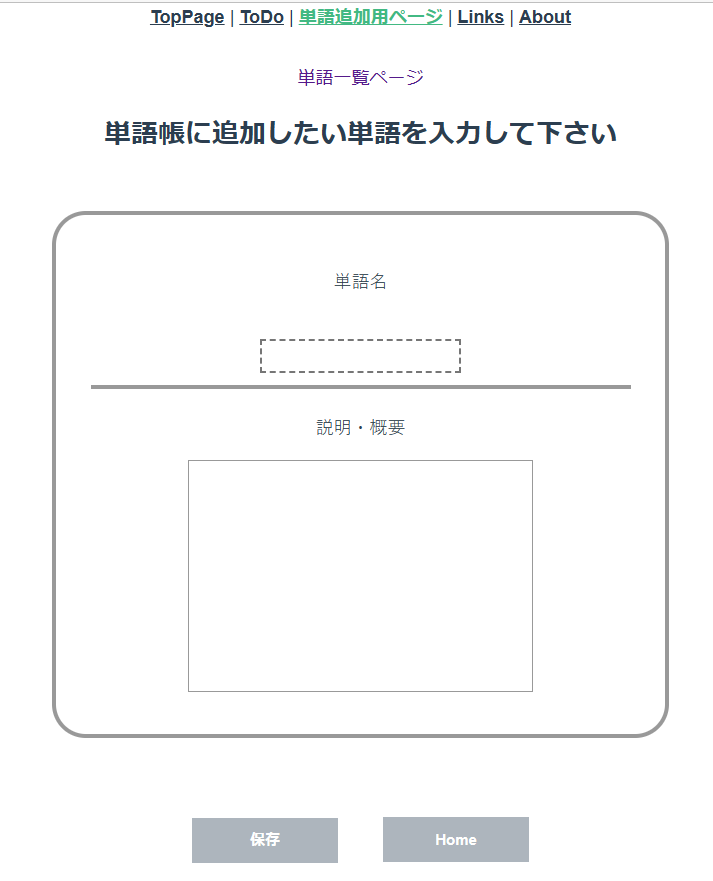 TopPage | ToDo | 単語追加用ページ | Links | About
単語一覧ページ
単語帳に追加したい単語を入力して下さい
単語名
説明・概要
保存 Home